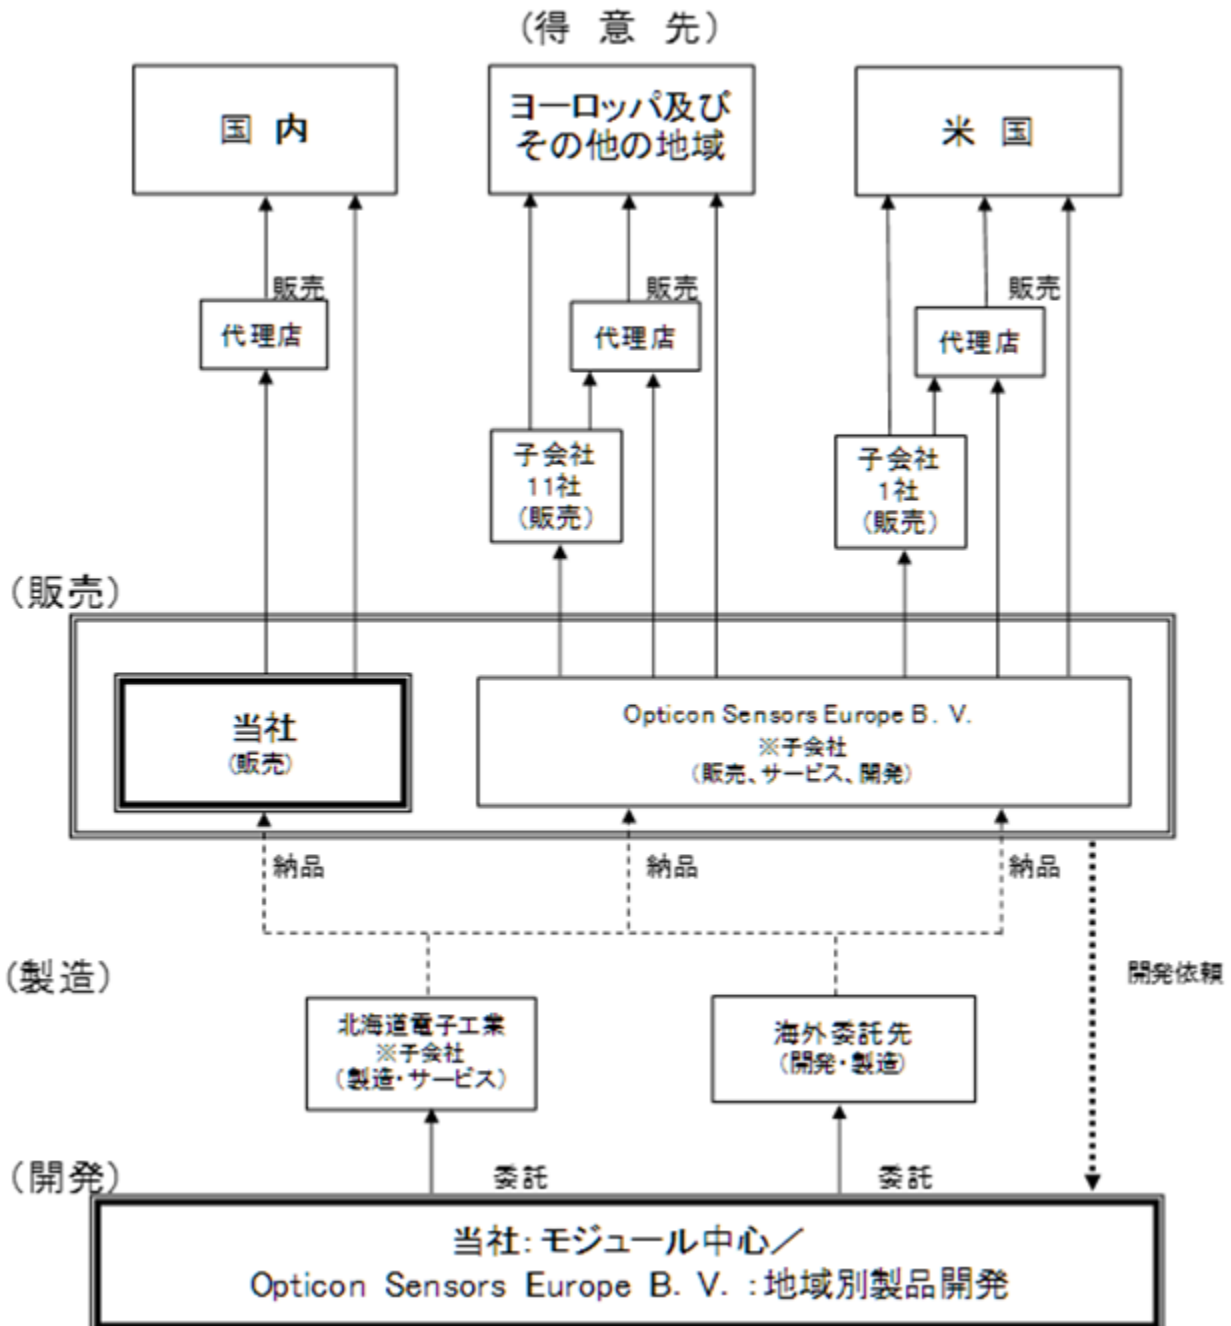 （得 意 先）
国 内
ヨーロッパ及び
その他の地域
米 国
販売
販売
販売
代理店
代理店
代理店
子会社
11社
（販売）
子会社
1社
（販売）
（販売）
当社
（販売）
Opticon Sensors Europe B. V.
※子会社
（販売、サービス、開発）
納品
納品
納品
（製造）
開発依頼
北海道電子工業
※子会社
（製造・サービス）
海外委託先
（開発・製造）
（開発）
委託
委託
当社：モジュール中心／
Opticon Sensors Europe B. V. ：地域別製品開発